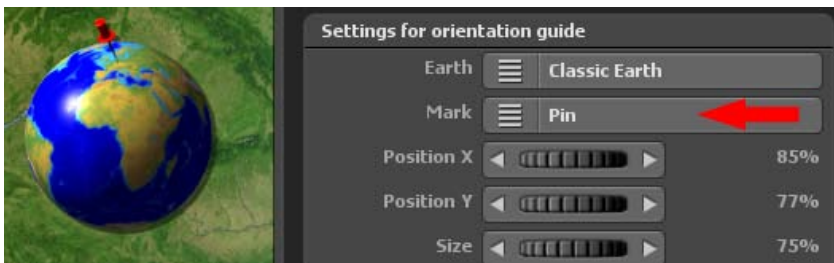 Settings for orientation guide
Earth Classic Earth
Mark Pin
Position X 85%
Position Y 77%
Size 75%